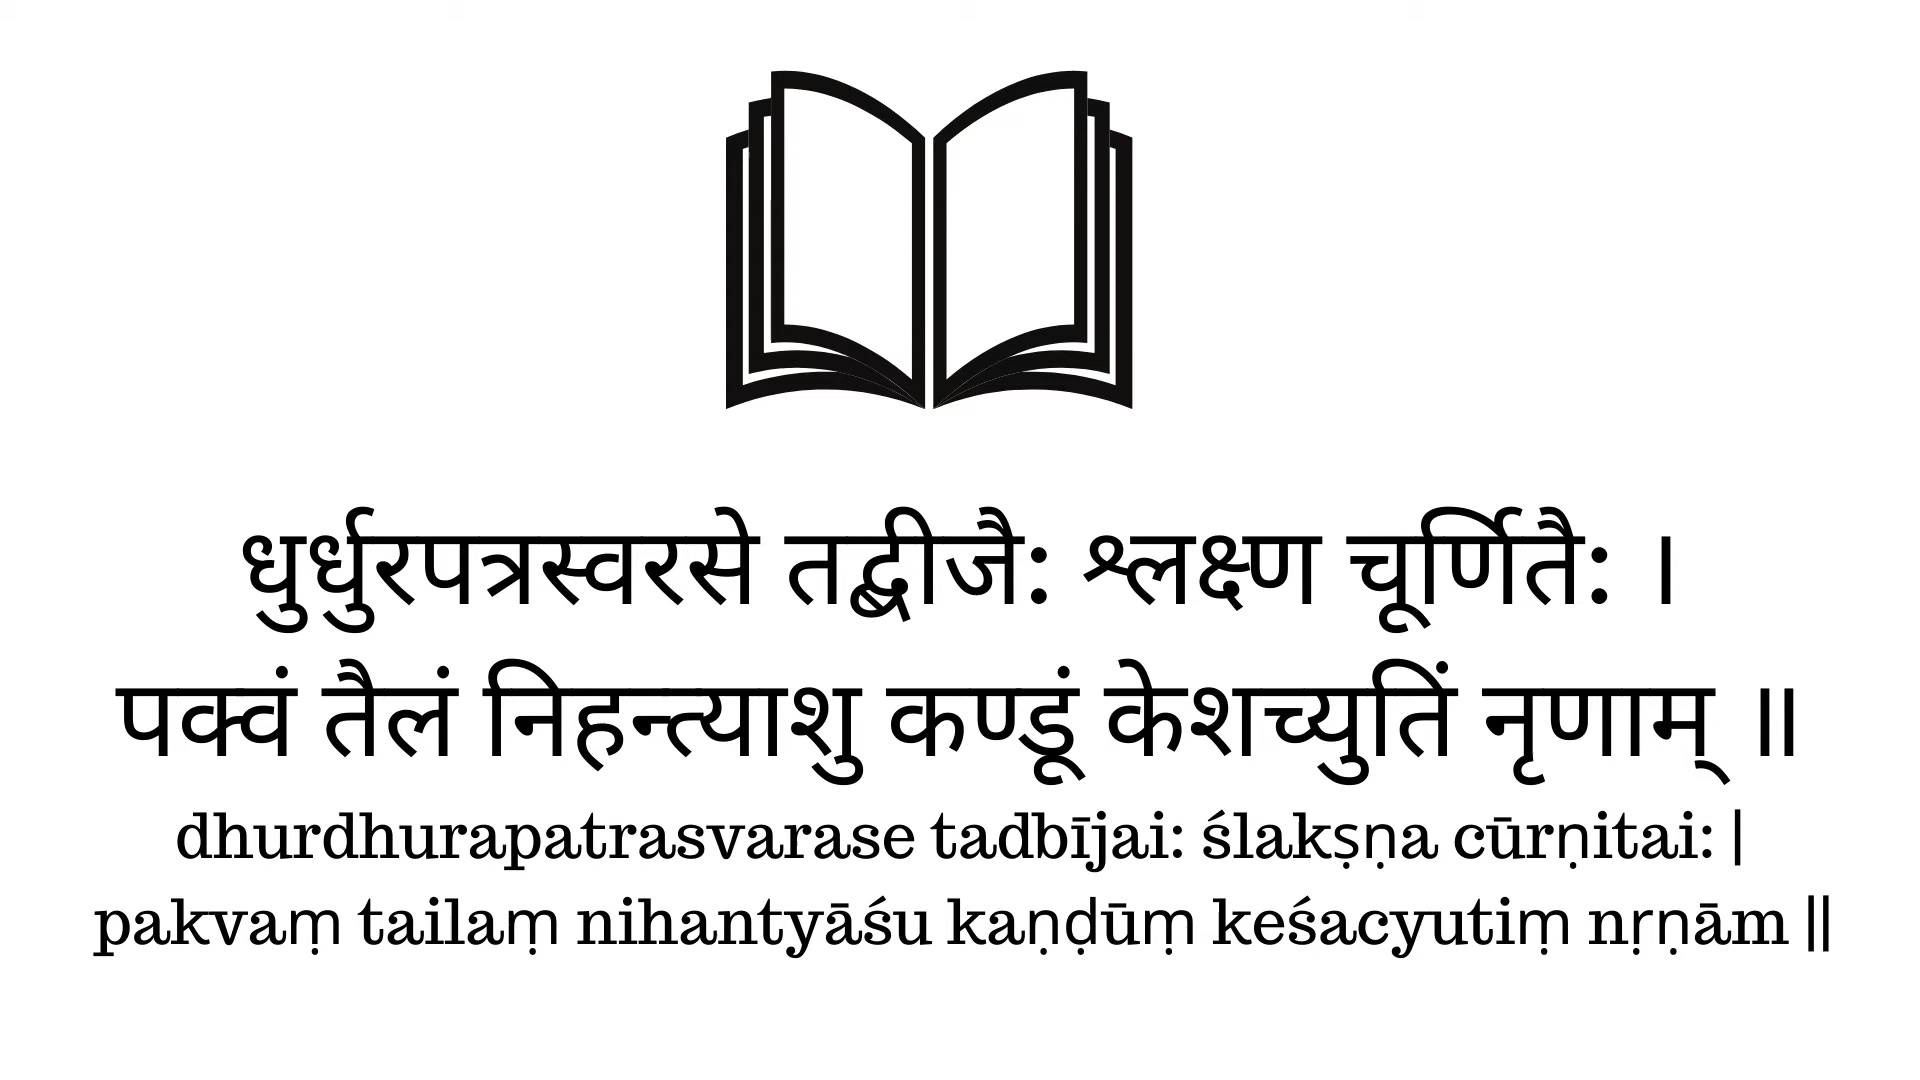 धुर्धुरपत्रस्वरसे तद्बीजै: श्लक्ष्ण चूर्णितै: ।
पक्वं तैलं निहन्त्याशु कण्डूं केशच्युतिं नृणाम् ॥
dhurdhurapatrasvarase tadbījai: ślakṣṇa cūrṇitai: |
pakvaṃ tailaṃ nihantyāśu kaṇḍūṃ keśacyutiṃ nṛṇām ||